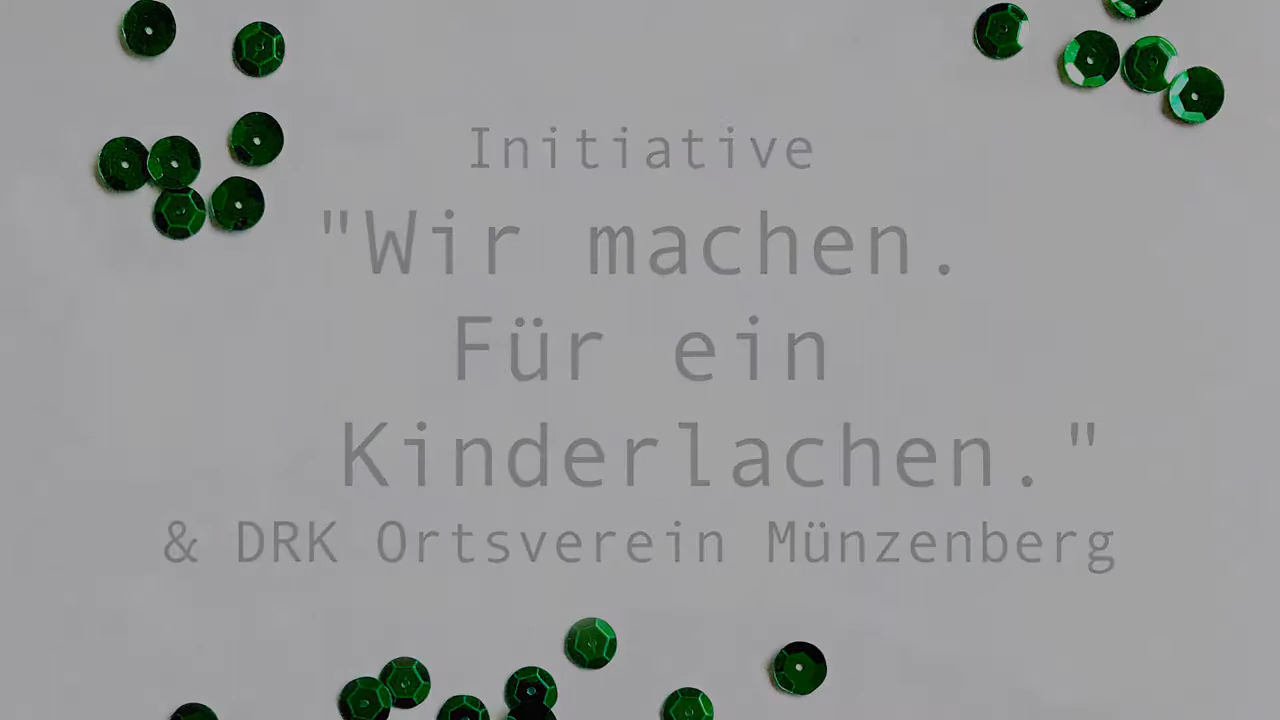 Initiative
"Wir machen.
Für ein
Kinderlachen."
& DRK Ortsverein Münzenberg